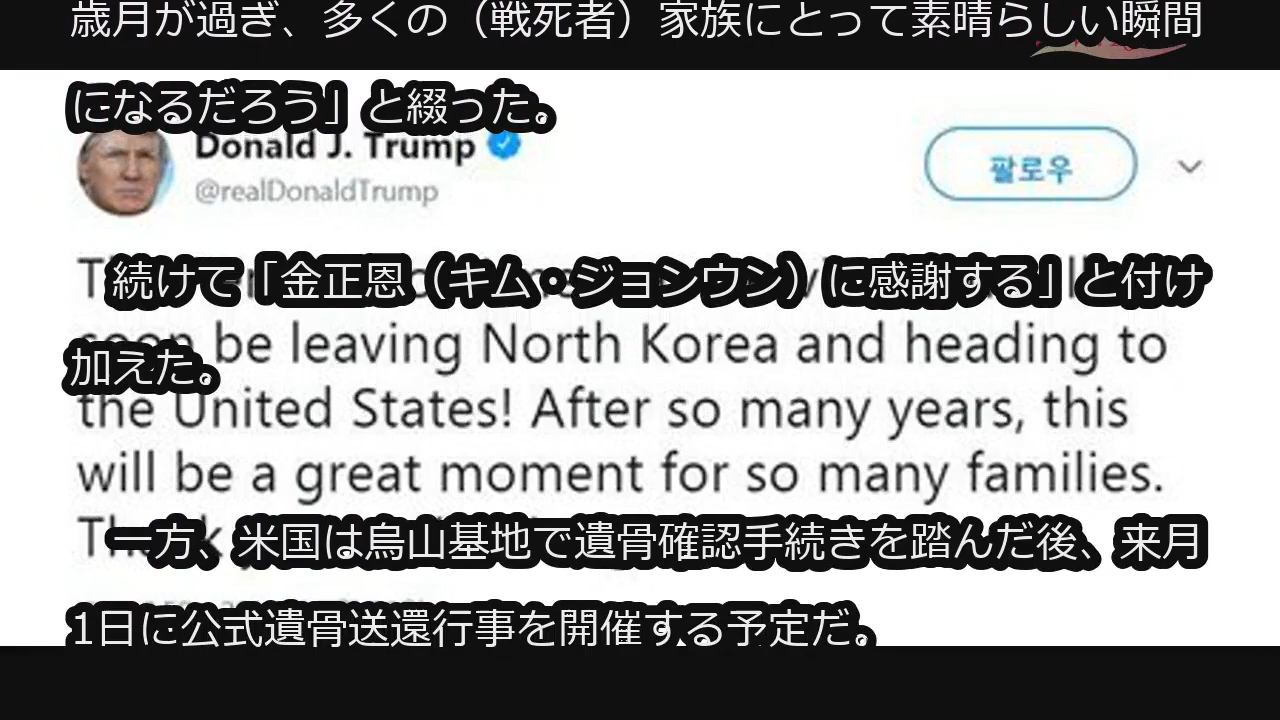 歳月が過ぎ、多くの（戦死者）家族にとって素晴らしい瞬間
になるだろう」と綴った。
Donald J. Trump
@realDonaldTrump
팔로우
続けて「金正恩（キム・ジョンウン）に感謝する」と付け
be leaving North Korea and heading to
加えた。
the United States! After so many years, this
will be a great moment for so many families.
一方、米国は烏山基地で遺骨確認手続きを踏んだ後、来月
1日に公式遺骨送還行事を開催する予定だ。